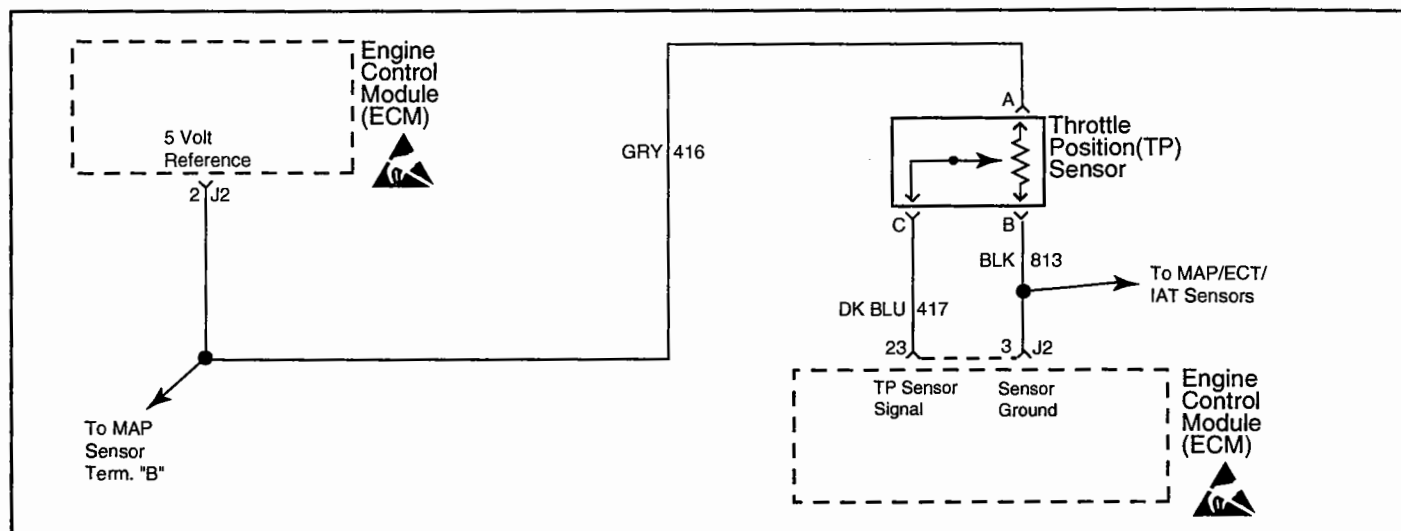 Engine
Control
Module
(ECM)
5 Volt
Reference
2 J2
GRY 416
A
Throttle
Position(TP)
Sensor
C
B
BLK 813
To MAP/ECT/
IAT Sensors
DK BLU 417
23
3 J2
To MAP
Sensor
Term. "B"
TP Sensor
Signal
Sensor
Ground
Engine
Control
Module
(ECM)